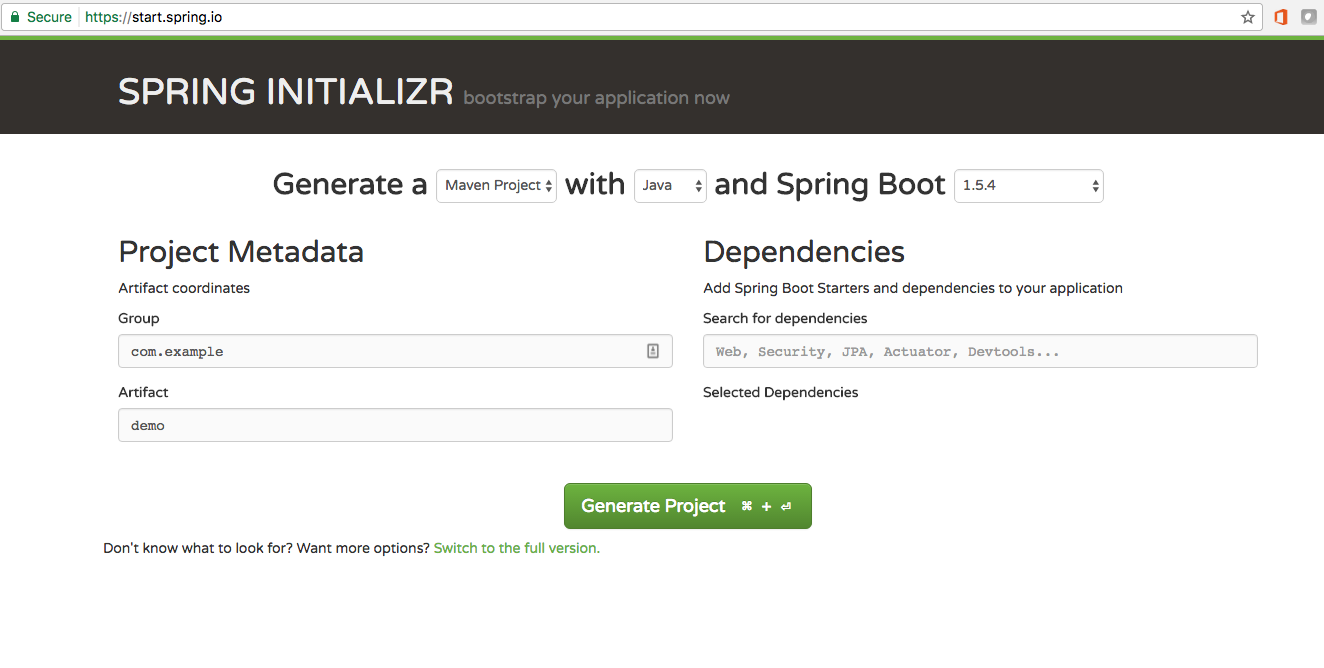 Secure https://start.spring.io
SPRING INITIALIZR bootstrap your application now
Generate a Maven Project with Java and Spring Boot 1.5.4
Project Metadata
Artifact coordinates
Group
com.example
Artifact
demo
Dependencies
Add Spring Boot Starters and dependencies to your application
Search for dependencies
Web, Security, JPA, Actuator, Devtools...
Selected Dependencies
Generate Project ⌘ + ⏎
Don't know what to look for? Want more options? Switch to the full version.